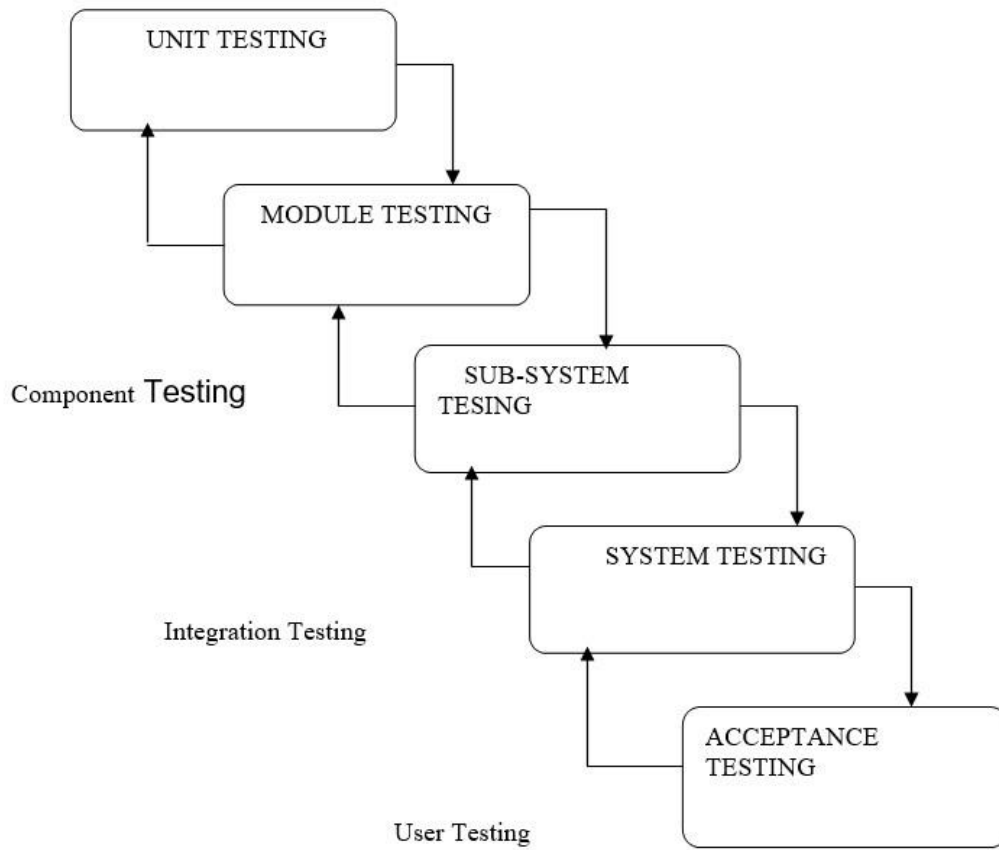 UNIT TESTING
MODULE TESTING
SUB-SYSTEM
TESING
Component Testing
SYSTEM TESTING
Integration Testing
ACCEPTANCE
TESTING
User Testing